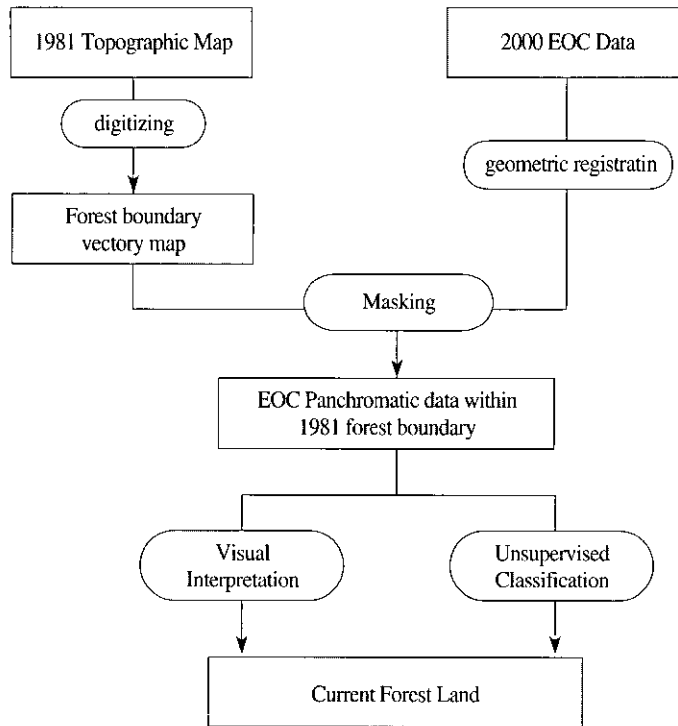 1981 Topographic Map
2000 EOC Data
digitizing
geometric registratin
Forest boundary
vectory map
Masking
EOC Panchromatic data within
1981 forest boundary
Visual
Interpretation
Unsupervised
Classification
Current Forest Land